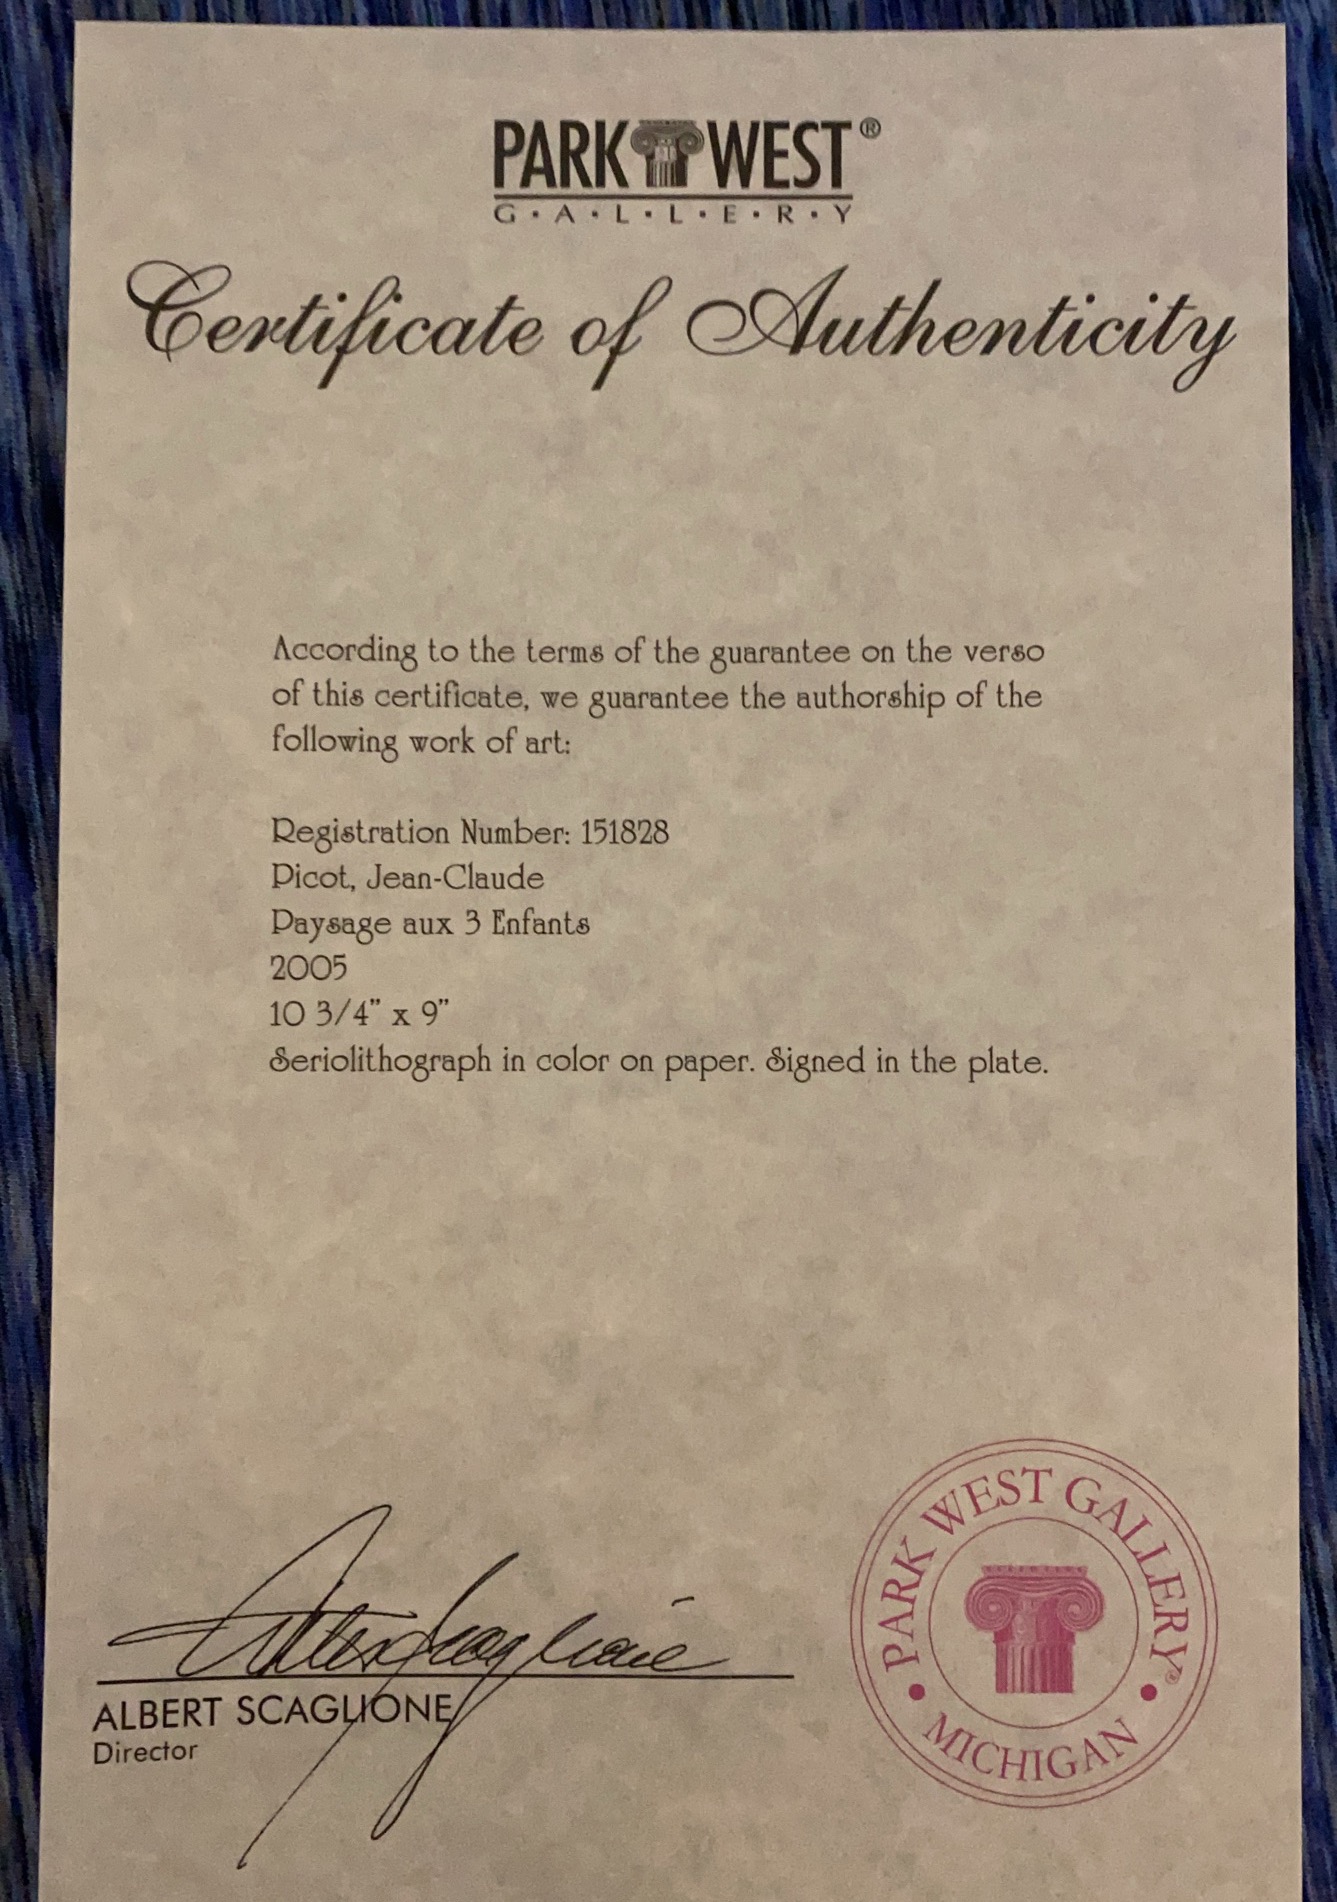 PARK WEST®
G·A·L·L·E·R·Y
Certificate of Authenticity
According to the terms of the guarantee on the verso
of this certificate, we guarantee the authorship of the
following work of art:
Registration Number: 151828
Picot, Jean-Claude
Paysage aux 3 Enfants
2005
10 3/4” x 9”
Seriolithograph in color on paper. Signed in the plate.
Albert Scaglione
ALBERT SCAGLIONE
Director
PARK WEST GALLERY®
• MICHIGAN •